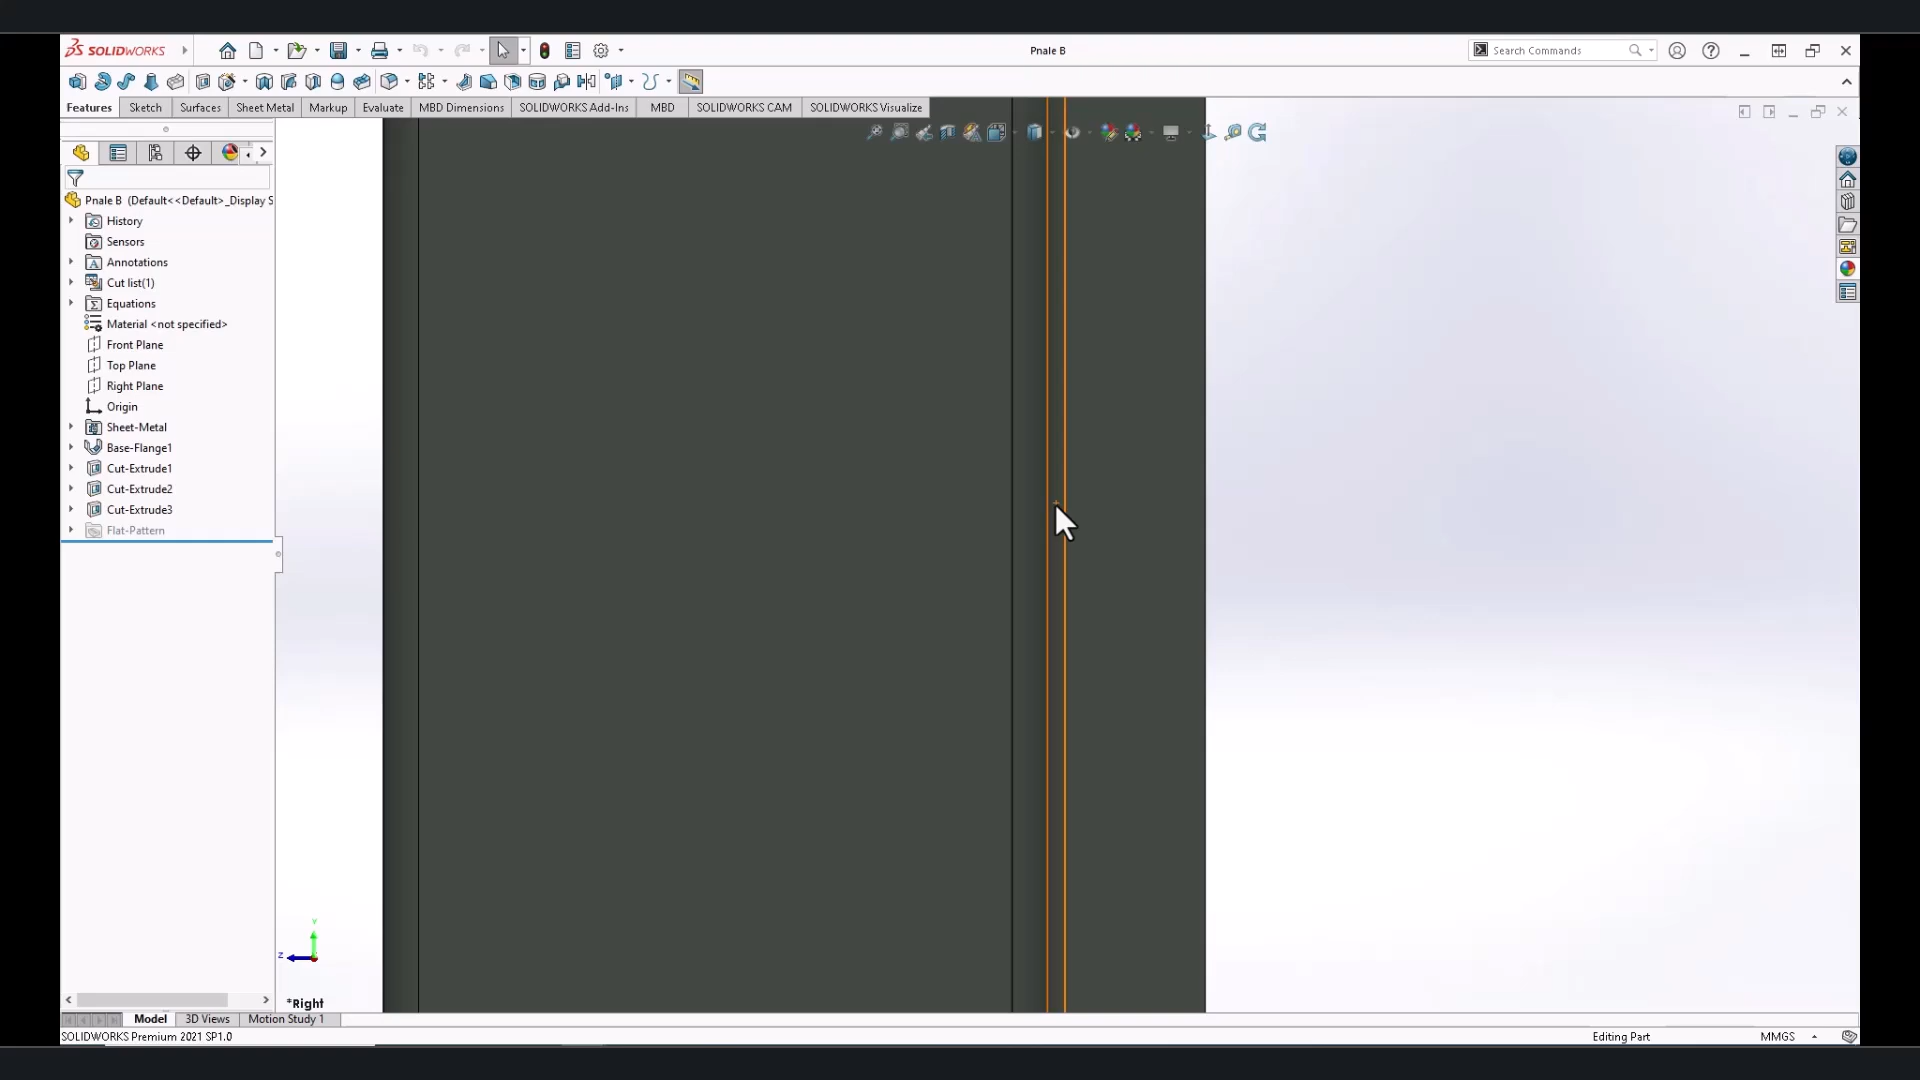 SOLIDWORKS
Pnale B
Search Commands
Features Sketch Surfaces Sheet Metal Markup Evaluate MBD Dimensions SOLIDWORKS Add-Ins MBD SOLIDWORKS CAM SOLIDWORKS Visualize
Pnale B (Default<<Default>_Display S
History
Sensors
Annotations
Cut list(1)
Equations
Material <not specified>
Front Plane
Top Plane
Right Plane
Origin
Sheet-Metal
Base-Flange1
Cut-Extrude1
Cut-Extrude2
Cut-Extrude3
Flat-Pattern
Y
Z
*Right
Model 3D Views Motion Study 1
SOLIDWORKS Premium 2021 SP1.0
Editing Part
MMGS